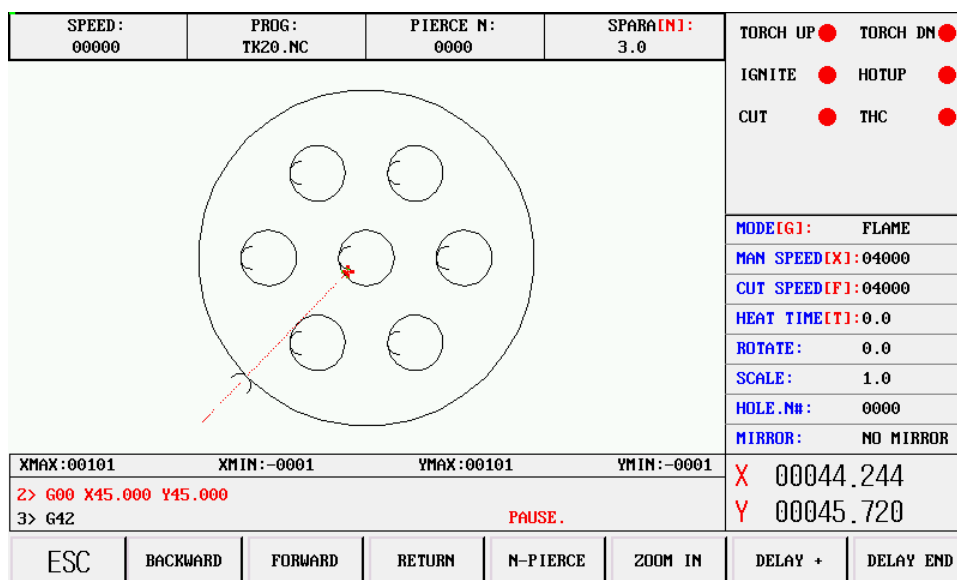 SPEED: PROG: PIERCE N: SPARA[N]:
00000 TK20.NC 0000 3.0
TORCH UP TORCH DN
IGNITE HOTUP
CUT THC
MODE[G]: FLAME
MAN SPEED[X]:04000
CUT SPEED[F]:04000
HEAT TIME[T]:0.0
ROTATE: 0.0
SCALE: 1.0
HOLE.N#: 0000
MIRROR: NO MIRROR
XMAX:00101 XMIN:-0001 YMAX:00101 YMIN:-0001
2> G00 X45.000 Y45.000
3> G42 PAUSE.
X 00044.244
Y 00045.720
ESC BACKWARD FORWARD RETURN N-PIERCE ZOOM IN DELAY + DELAY END